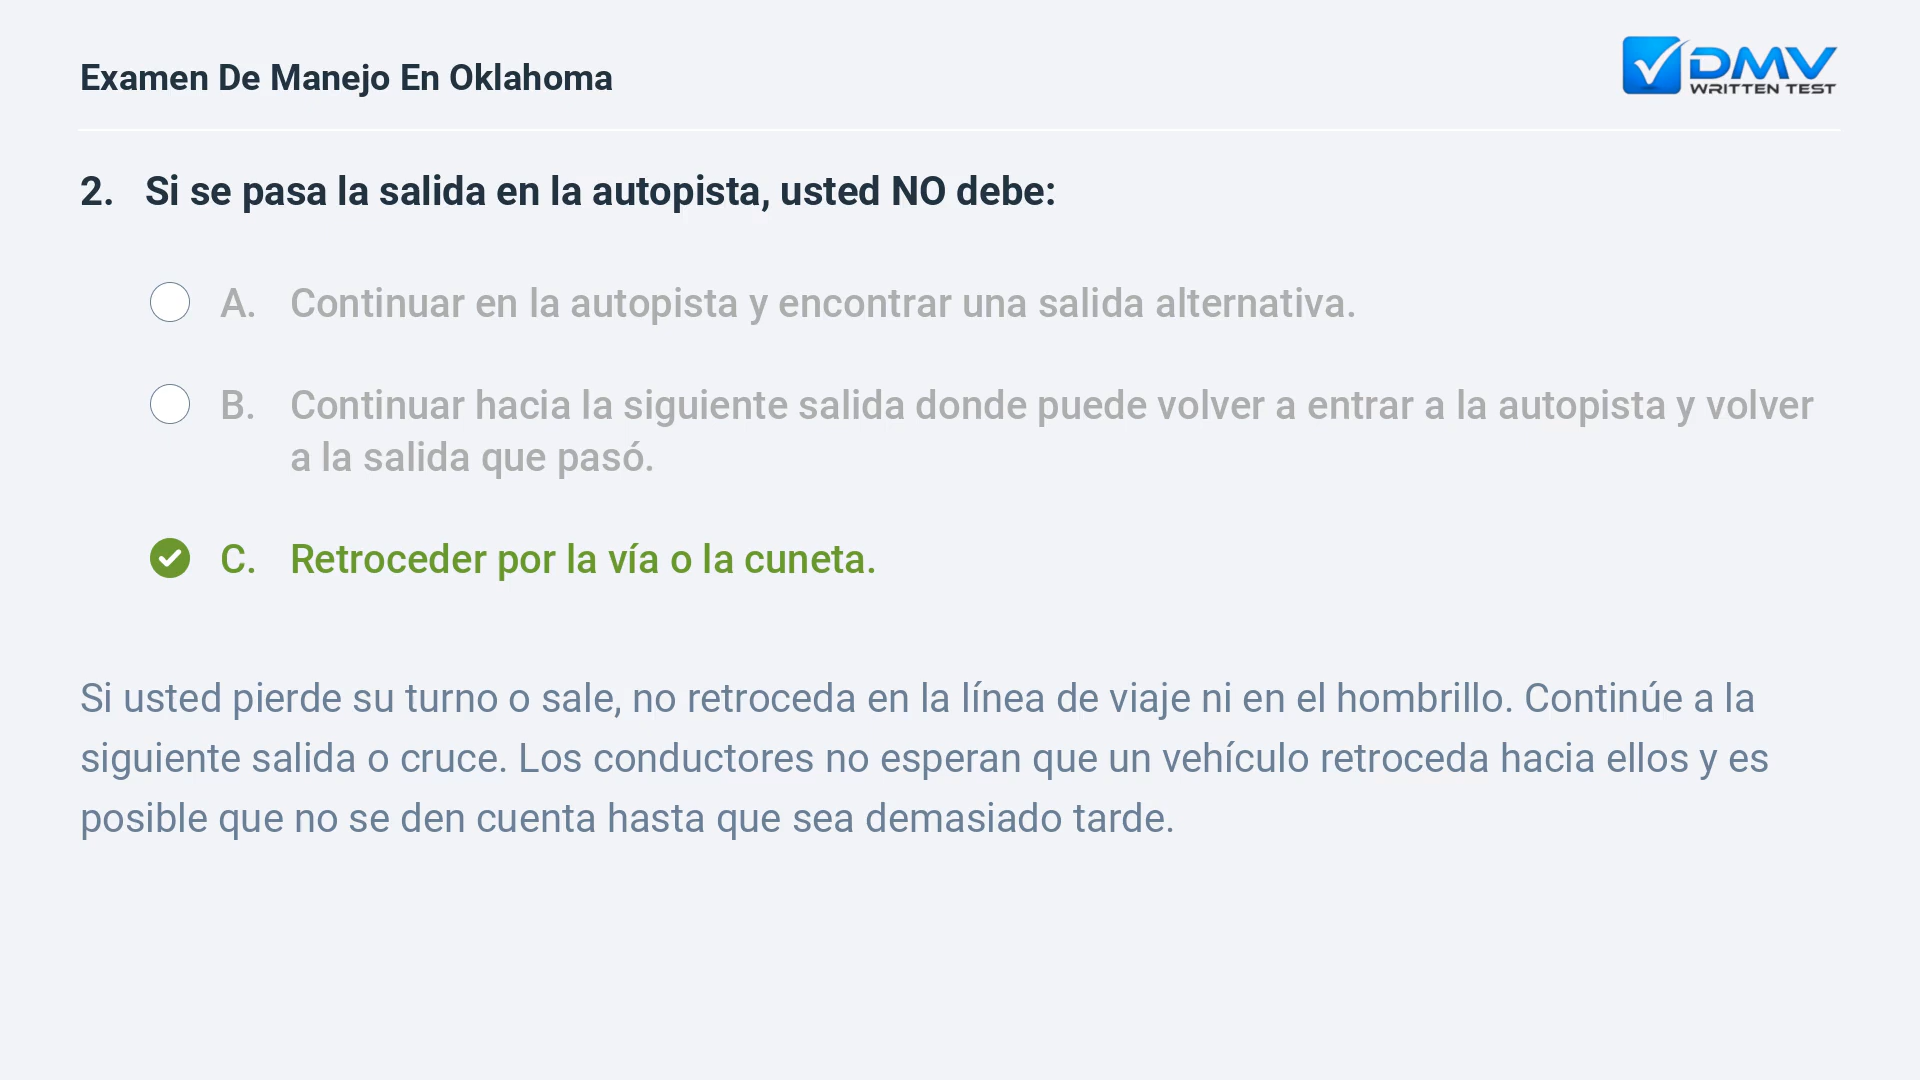 Examen De Manejo En Oklahoma
DMV
WRITTEN TEST
2. Si se pasa la salida en la autopista, usted NO debe:
A. Continuar en la autopista y encontrar una salida alternativa.
B. Continuar hacia la siguiente salida donde puede volver a entrar a la autopista y volver
a la salida que pasó.
C. Retroceder por la vía o la cuneta.
Si usted pierde su turno o sale, no retroceda en la línea de viaje ni en el hombrillo. Continúe a la
siguiente salida o cruce. Los conductores no esperan que un vehículo retroceda hacia ellos y es
posible que no se den cuenta hasta que sea demasiado tarde.